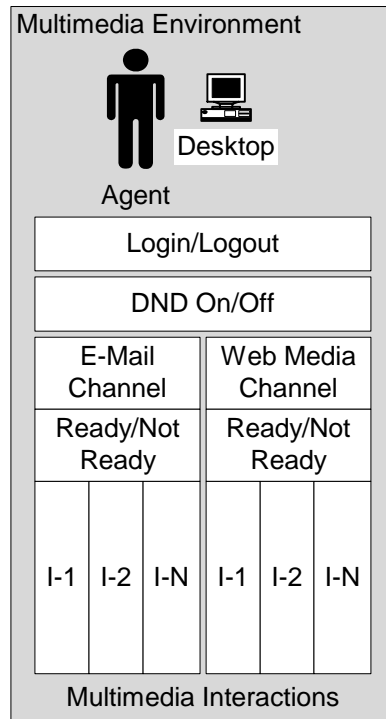 Multimedia Environment
Desktop
Agent
Login/Logout
DND On/Off
E-Mail
Channel
Web Media
Channel
Ready/Not
Ready
Ready/Not
Ready
I-1 I-2 I-N I-1 I-2 I-N
Multimedia Interactions